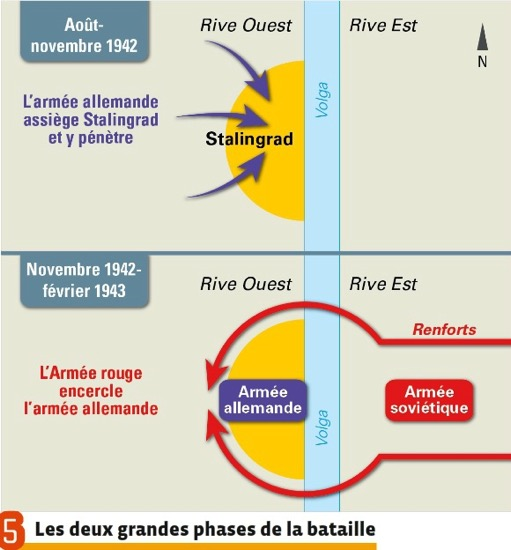 Août-
novembre 1942
Rive Ouest
Rive Est
N
L'armée allemande
assiège Stalingrad
et y pénètre
Stalingrad
Volga
Novembre 1942-
février 1943
Rive Ouest
Rive Est
Renforts
L'Armée rouge
encercle
l'armée allemande
Armée
allemande
Armée
soviétique
Volga
5 Les deux grandes phases de la bataille